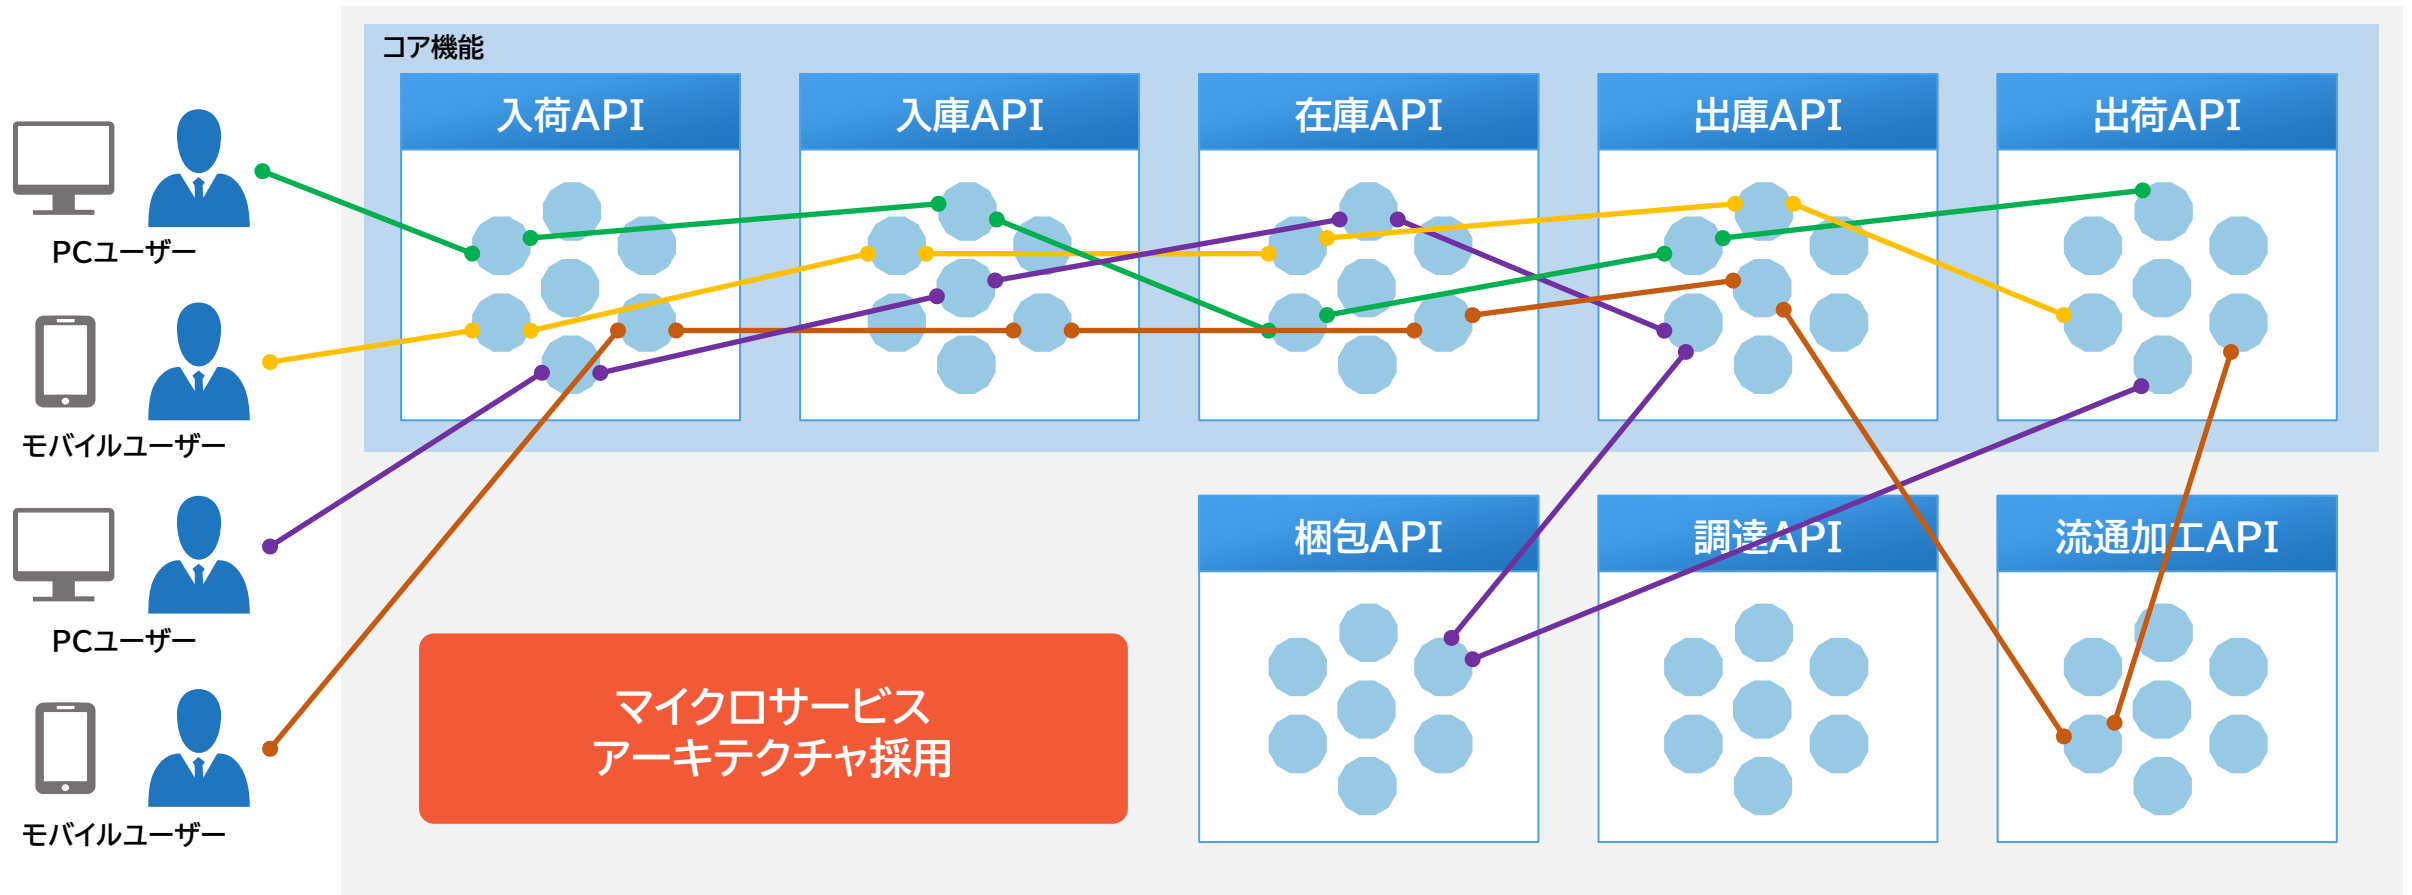 コア機能
入荷API
入庫API
在庫API
出庫API
出荷API
PCユーザー
モバイルユーザー
梱包API
調達API
流通加工API
PCユーザー
マイクロサービス
アーキテクチャ採用
モバイルユーザー